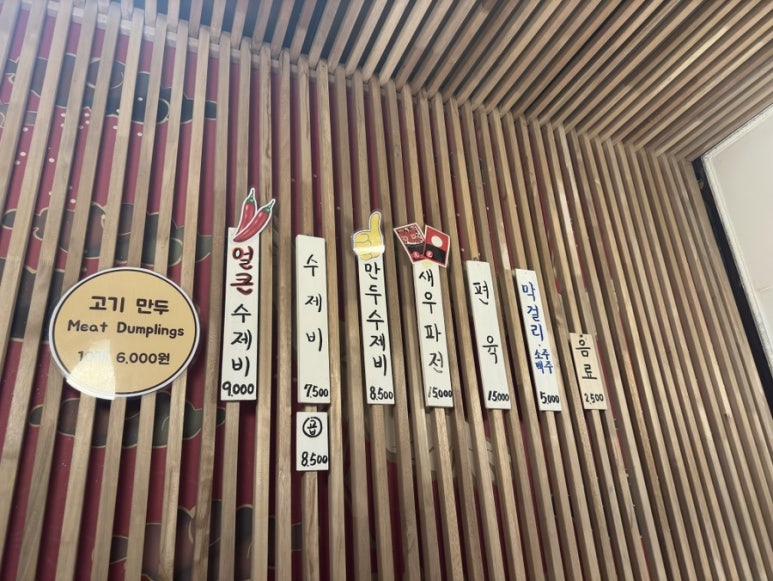 고기 만두
Meat Dumplings
6,000원
얼큰수제비
9,000
수제비
7,500
곱
8,500
만두수제비
8,500
새우파전
15,000
편육
15,000
막걸리·소주
맥주
5,000
음료
2,500